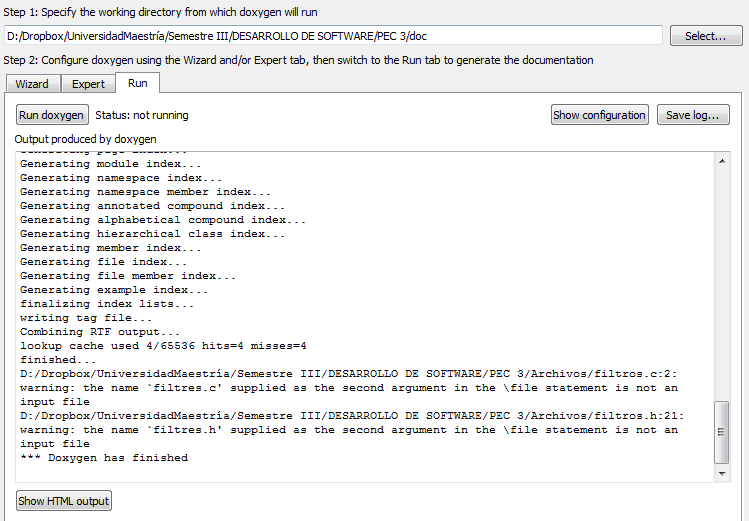 Step 1: Specify the working directory from which doxygen will run
D:/Dropbox/UniversidadMaestría/Semestre III/DESARROLLO DE SOFTWARE/PEC 3/doc
Select...
Step 2: Configure doxygen using the Wizard and/or Expert tab, then switch to the Run tab to generate the documentation
Wizard Expert Run
Run doxygen Status: not running Show configuration Save log...
Output produced by doxygen
Generating page index...
Generating module index...
Generating namespace index...
Generating namespace member index...
Generating annotated compound index...
Generating alphabetical compound index...
Generating hierarchical class index...
Generating member index...
Generating file index...
Generating file member index...
Generating example index...
finalizing index lists...
writing tag file...
Combining RTF output...
lookup cache used 4/65536 hits=4 misses=4
finished...
D:/Dropbox/UniversidadMaestría/Semestre III/DESARROLLO DE SOFTWARE/PEC 3/Archivos/filtros.c:2:
warning: the name `filtres.c' supplied as the second argument in the \file statement is not an
input file
D:/Dropbox/UniversidadMaestría/Semestre III/DESARROLLO DE SOFTWARE/PEC 3/Archivos/filtros.h:21:
warning: the name `filtres.h' supplied as the second argument in the \file statement is not an
input file
*** Doxygen has finished
Show HTML output